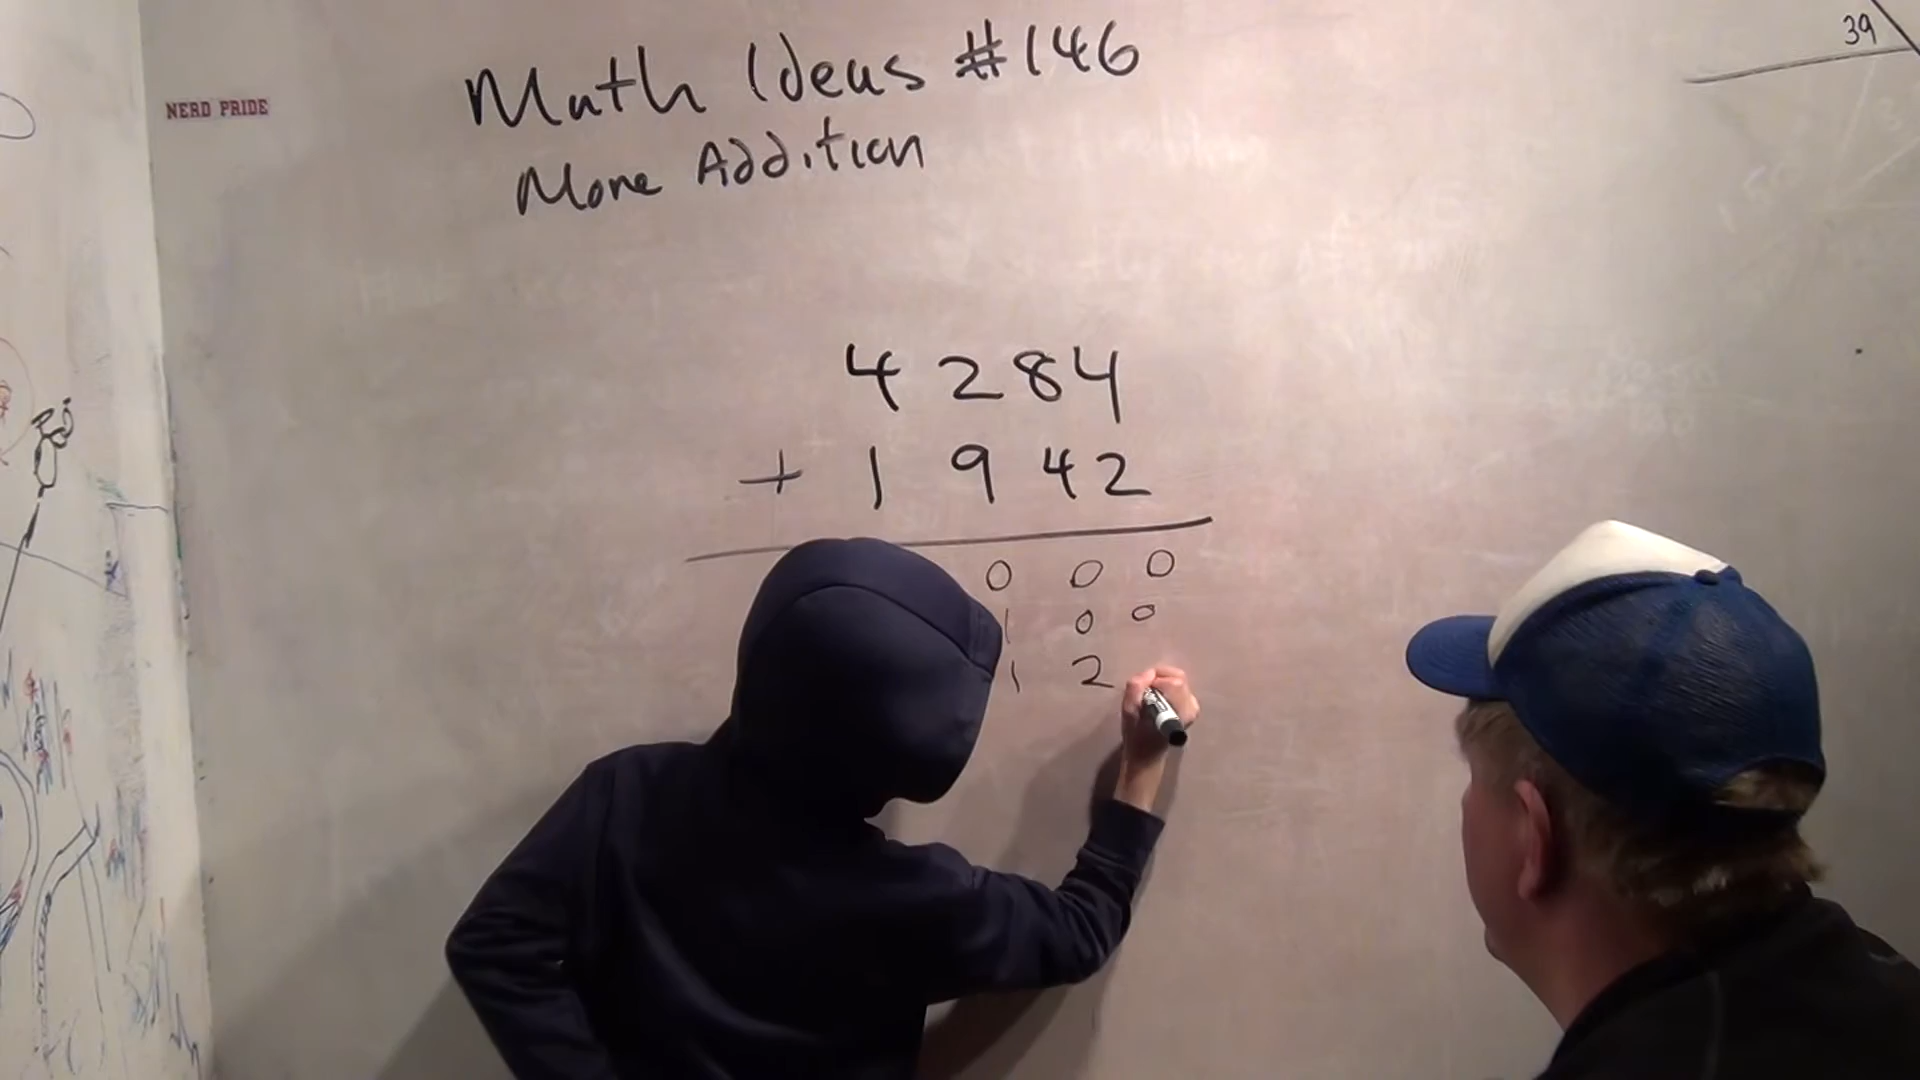 Math Ideas #146
39
NERD PRIDE
More Addition
4284
+ 1942
0 0 0
1 0 0
1 2